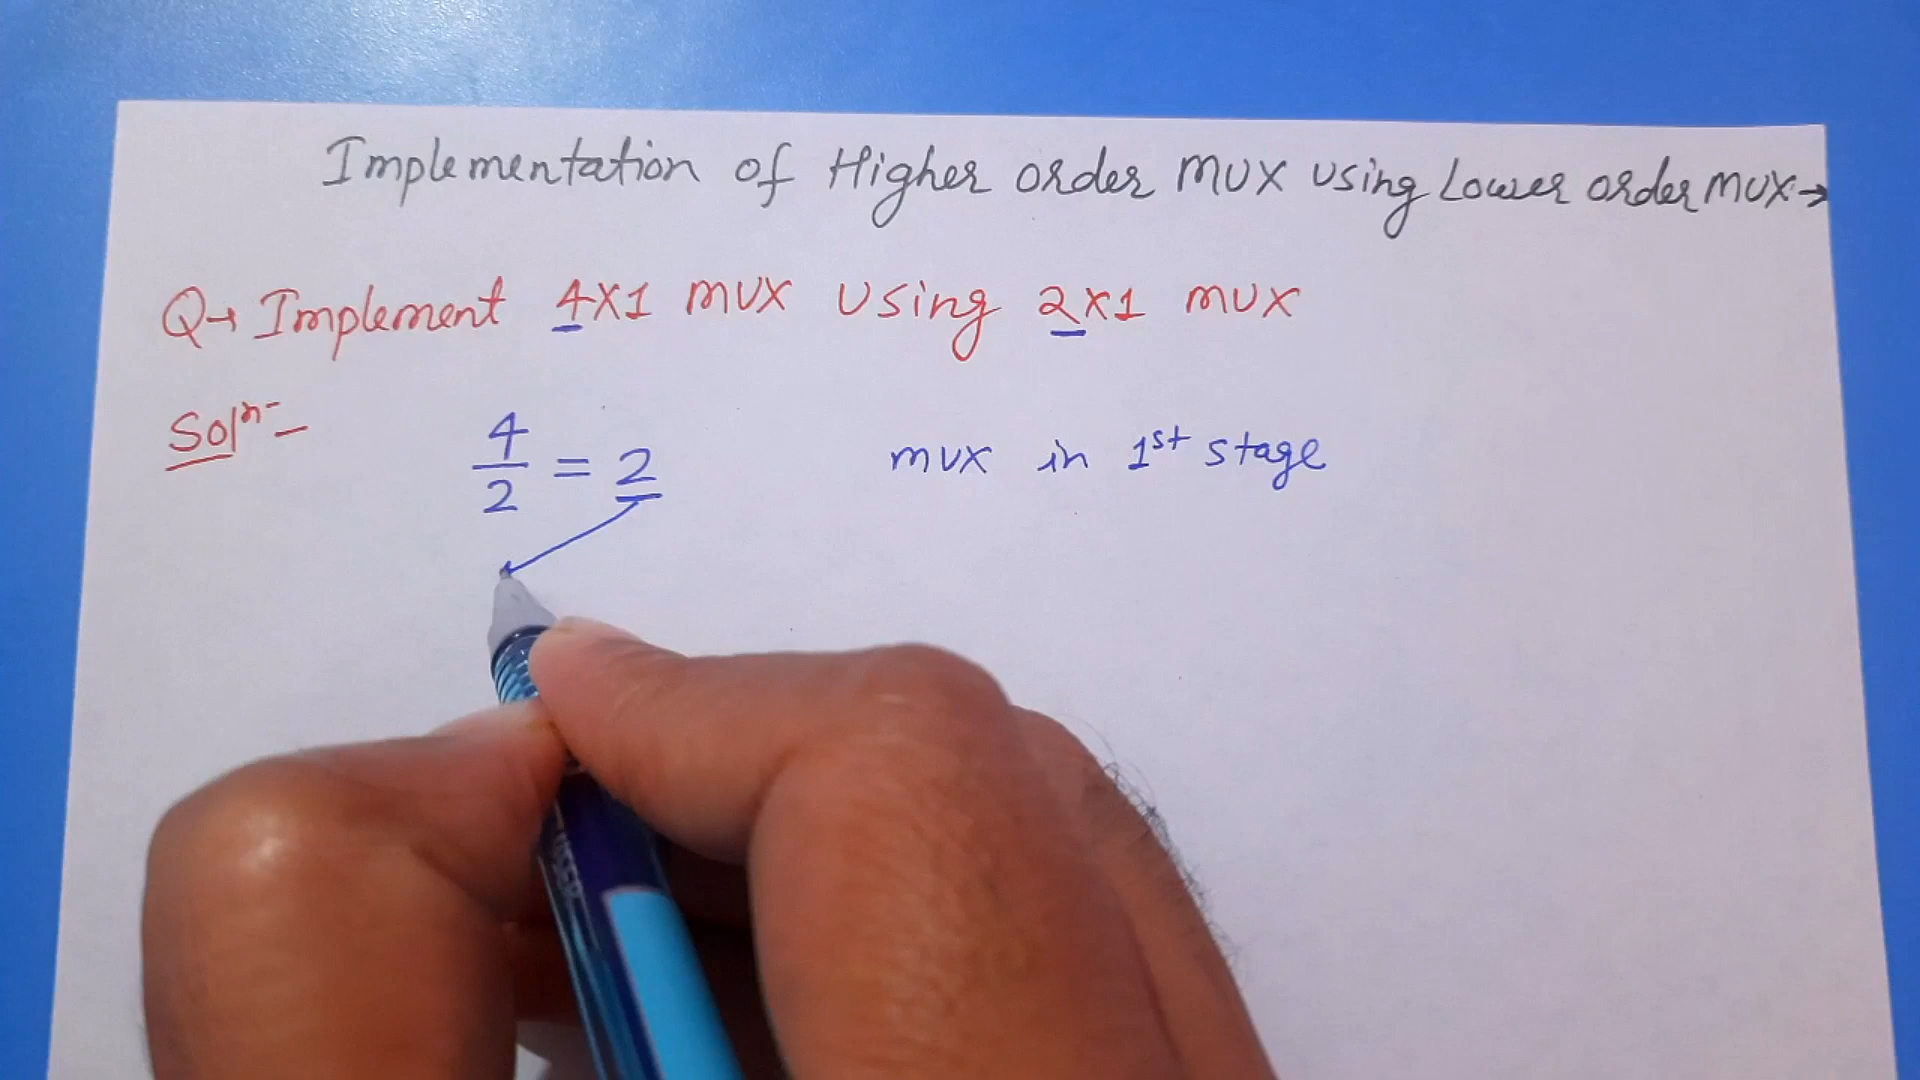 Implementation of Higher order MUX using Lower order MUX→
Q→ Implement 4X1 MUX Using 2X1 MUX
Solⁿ-
4/2 = 2 MUX in 1st stage